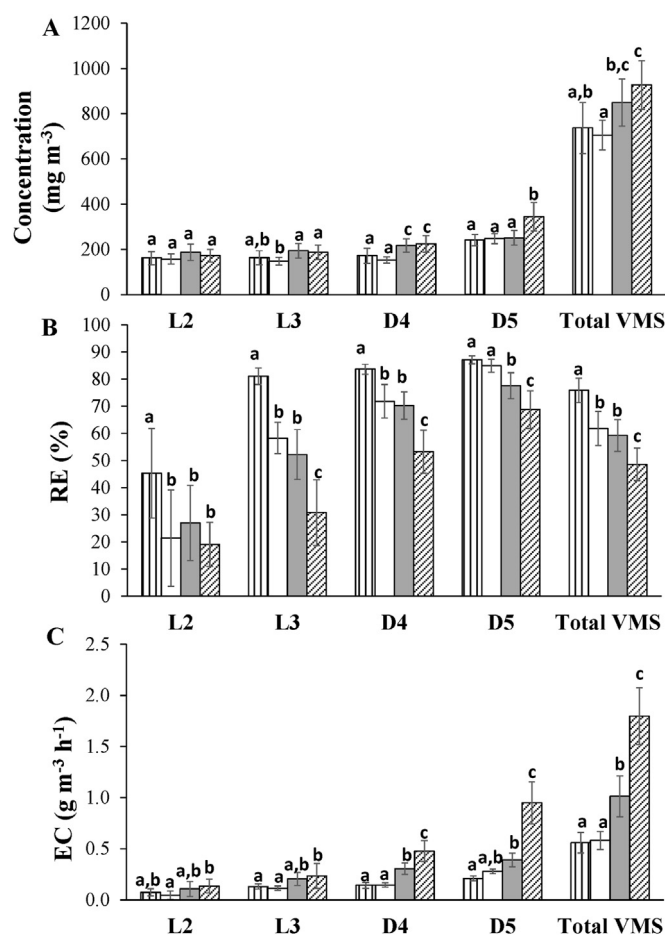 A
Concentration
(mg m-3)
1200
1000
800
600
400
200
0
a a a a
a,b b a a
a a c c
a a a b
a,b a b,c c
L2 L3 D4 D5 Total VMS
B
RE (%)
100
90
80
70
60
50
40
30
20
10
0
a b b b
a b b c
a b b c
a a b c
a b b c
L2 L3 D4 D5 Total VMS
C
EC (g m-3 h-1)
2.5
2.0
1.5
1.0
0.5
0.0
a,b a a,b b
a a a,b b
a a b c
a a,b b c
a a b c
L2 L3 D4 D5 Total VMS